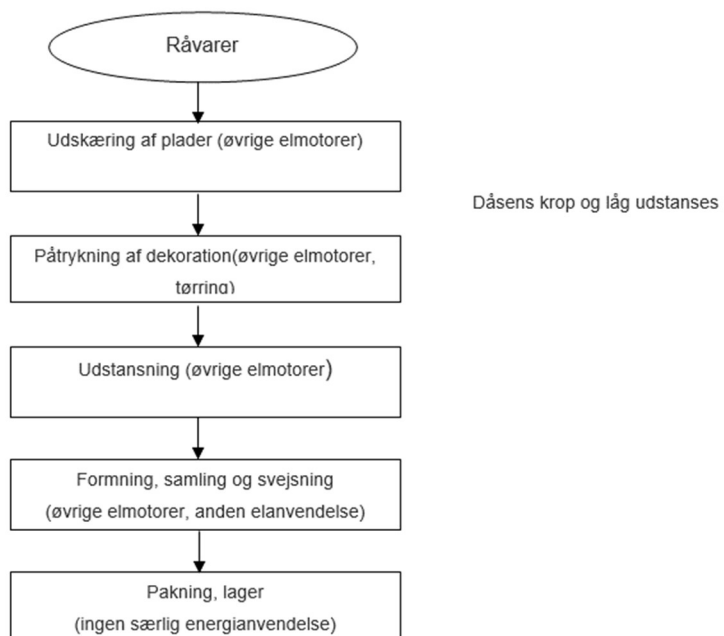 Råvarer
Udskæring af plader (øvrige elmotorer)
Dåsens krop og låg udstanses
Påtrykning af dekoration(øvrige elmotorer,
tørring)
Udstansning (øvrige elmotorer)
Formning, samling og svejsning
(øvrige elmotorer, anden elanvendelse)
Pakning, lager
(ingen særlig energianvendelse)